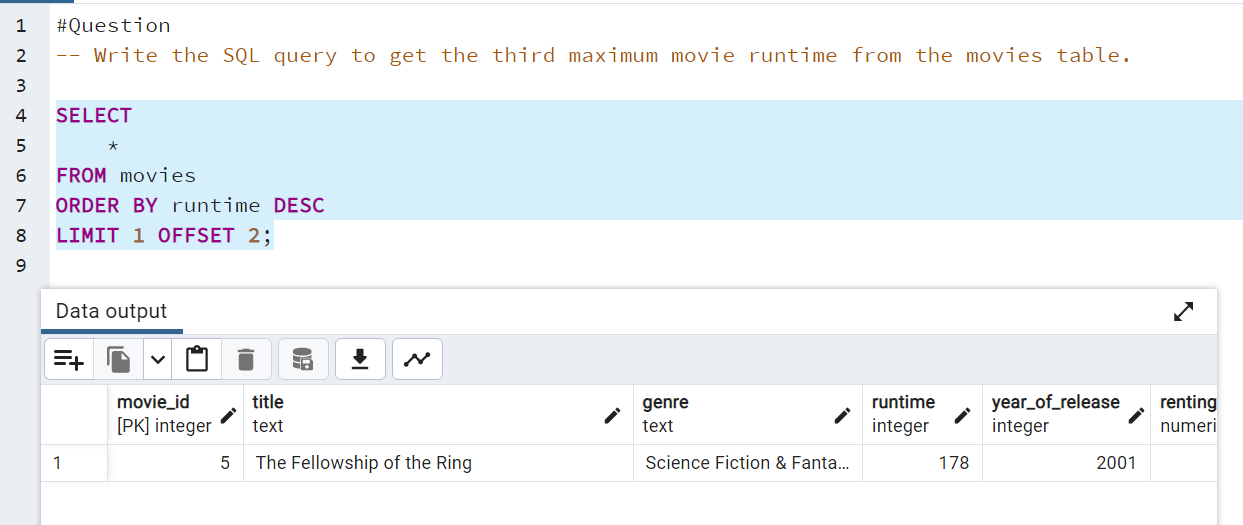 1 #Question
2 -- Write the SQL query to get the third maximum movie runtime from the movies table.
3
4 SELECT
5 *
6 FROM movies
7 ORDER BY runtime DESC
8 LIMIT 1 OFFSET 2;
9
Data output
movie_id title genre runtime year_of_release renting
[PK] integer text text integer integer numeri
1 5 The Fellowship of the Ring Science Fiction & Fanta... 178 2001